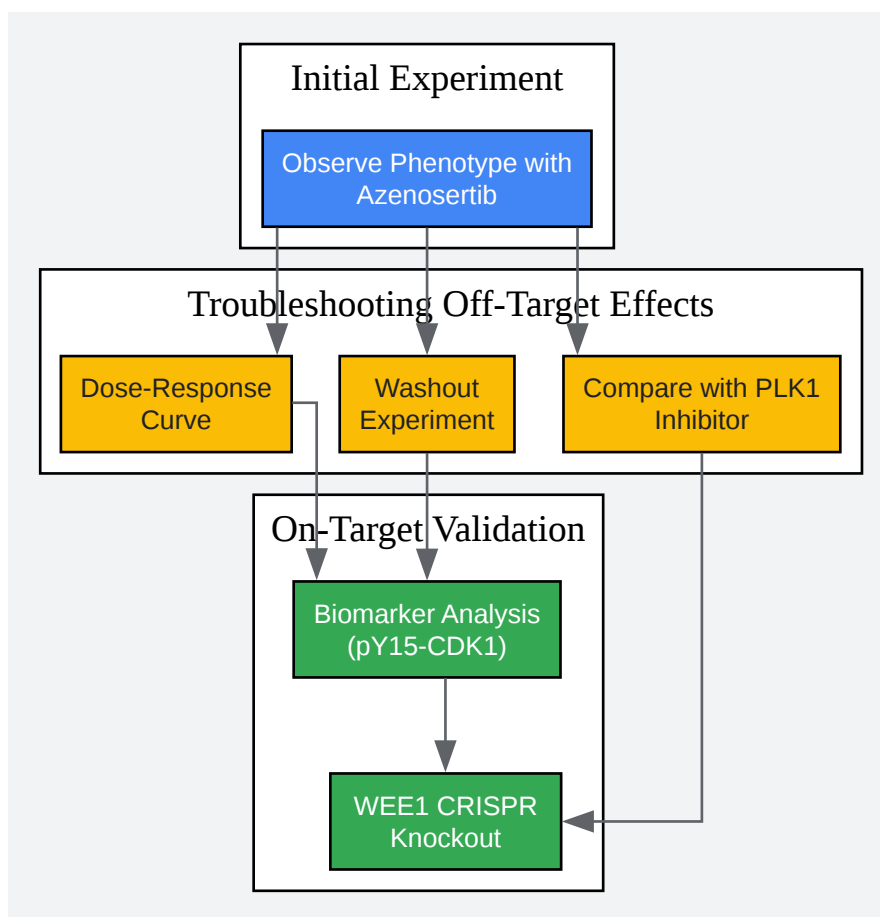 Initial Experiment
Observe Phenotype with
Azenosertib
Troubleshooting Off-Target Effects
Dose-Response
Curve
Washout
Experiment
Compare with PLK1
Inhibitor
On-Target Validation
Biomarker Analysis
(pY15-CDK1)
WEE1 CRISPR
Knockout